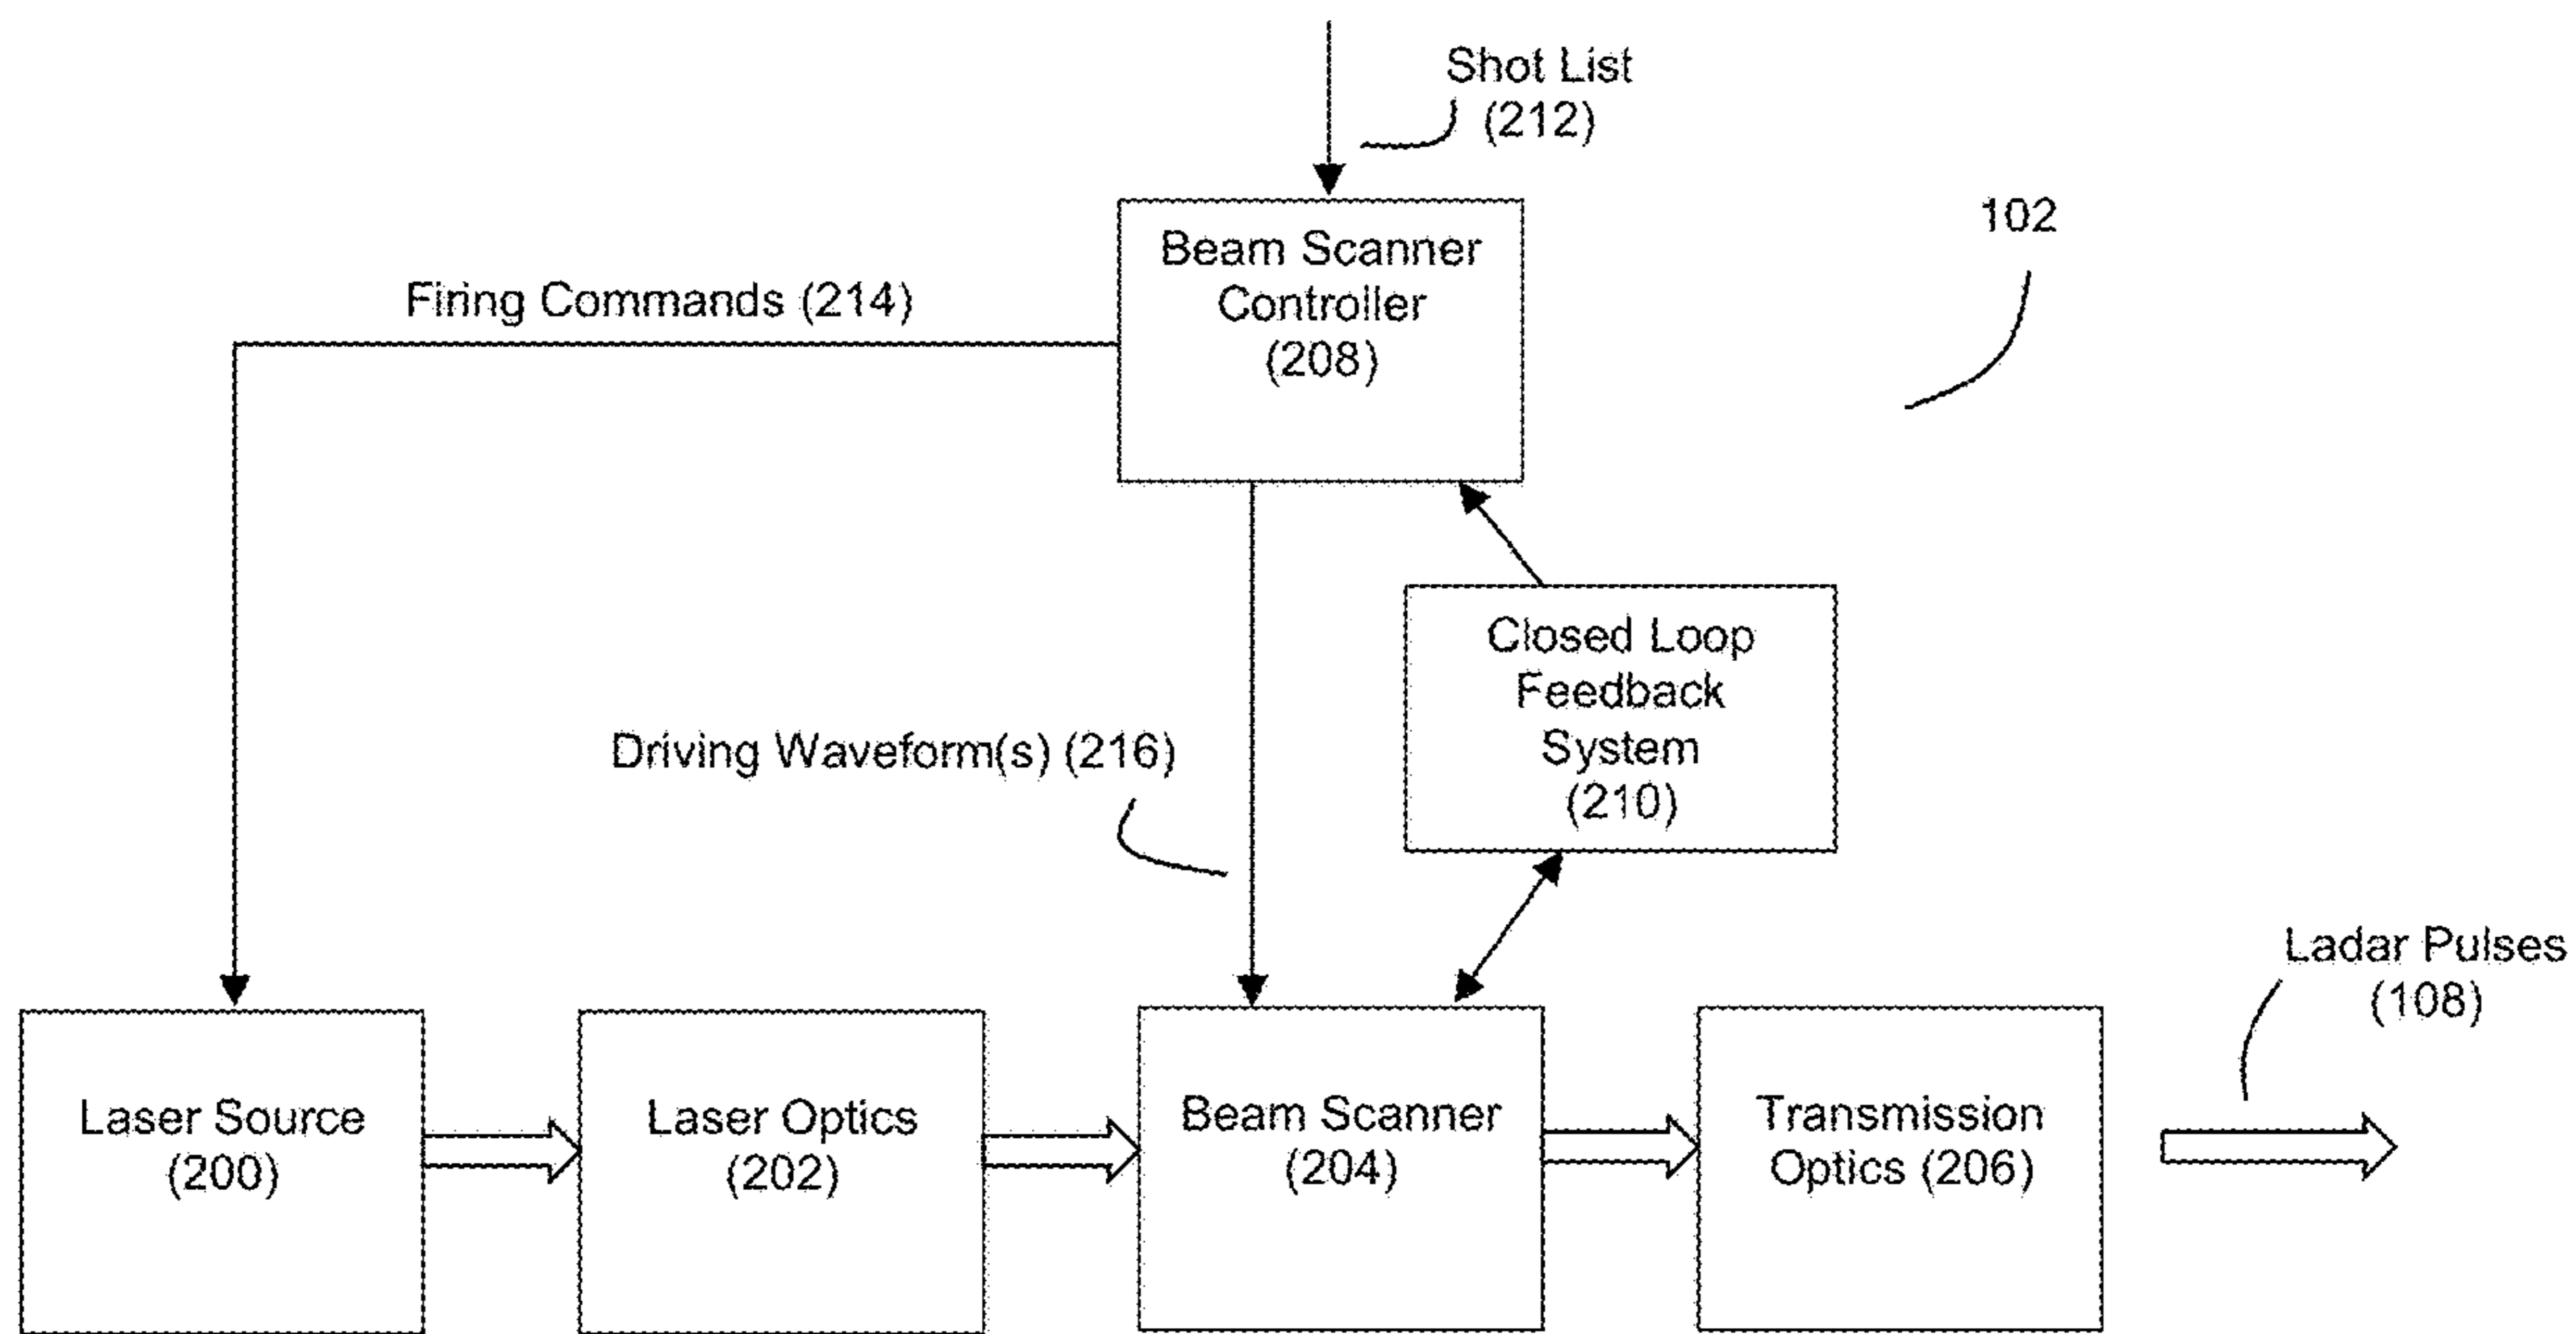 Shot List
(212)
102
Beam Scanner
Controller
(208)
Firing Commands (214)
Closed Loop
Feedback
System
(210)
Driving Waveform(s) (216)
Ladar Pulses
(108)
Laser Source
(200)
Laser Optics
(202)
Beam Scanner
(204)
Transmission
Optics (206)